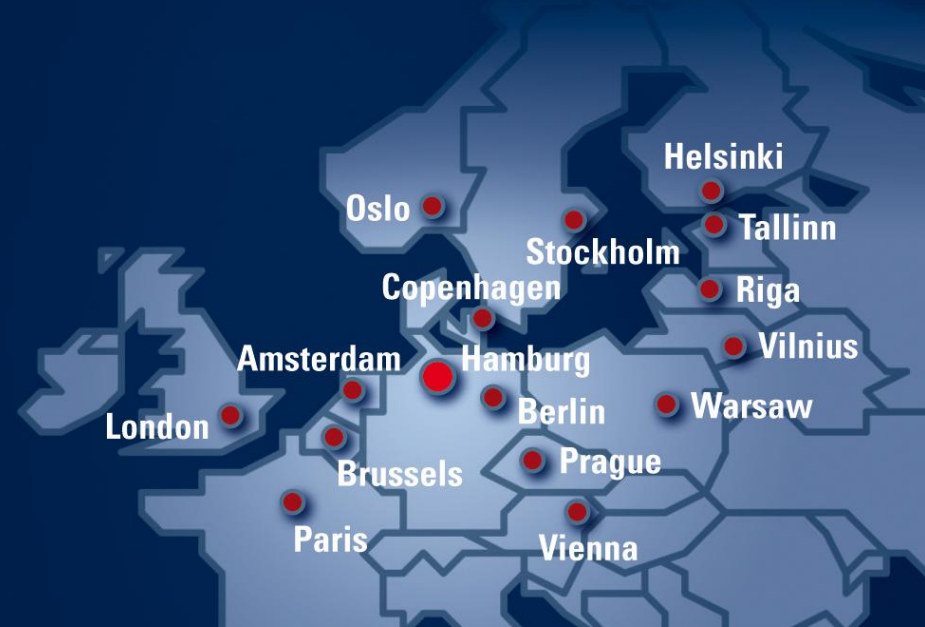 Helsinki
Oslo
Tallinn
Stockholm
Copenhagen
Riga
Vilnius
Amsterdam
Hamburg
Warsaw
Berlin
London
Prague
Brussels
Paris
Vienna